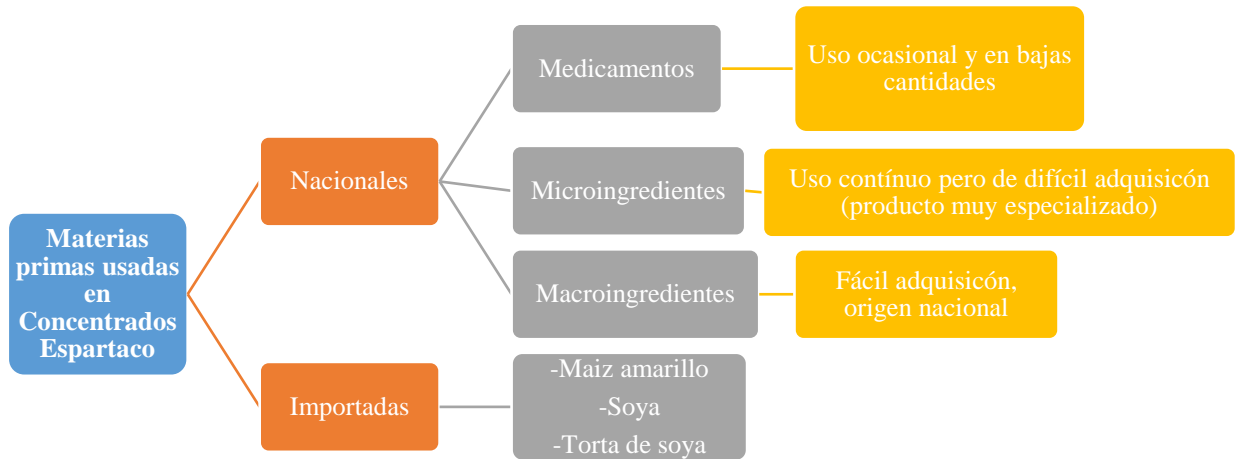 Materias
primas usadas
en
Concentrados
Espartaco
Nacionales
Medicamentos
Uso ocasional y en bajas
cantidades
Microingredientes
Uso contínuo pero de difícil adquisicón
(producto muy especializado)
Macroingredientes
Fácil adquisicón,
origen nacional
Importadas
-Maiz amarillo
-Soya
-Torta de soya